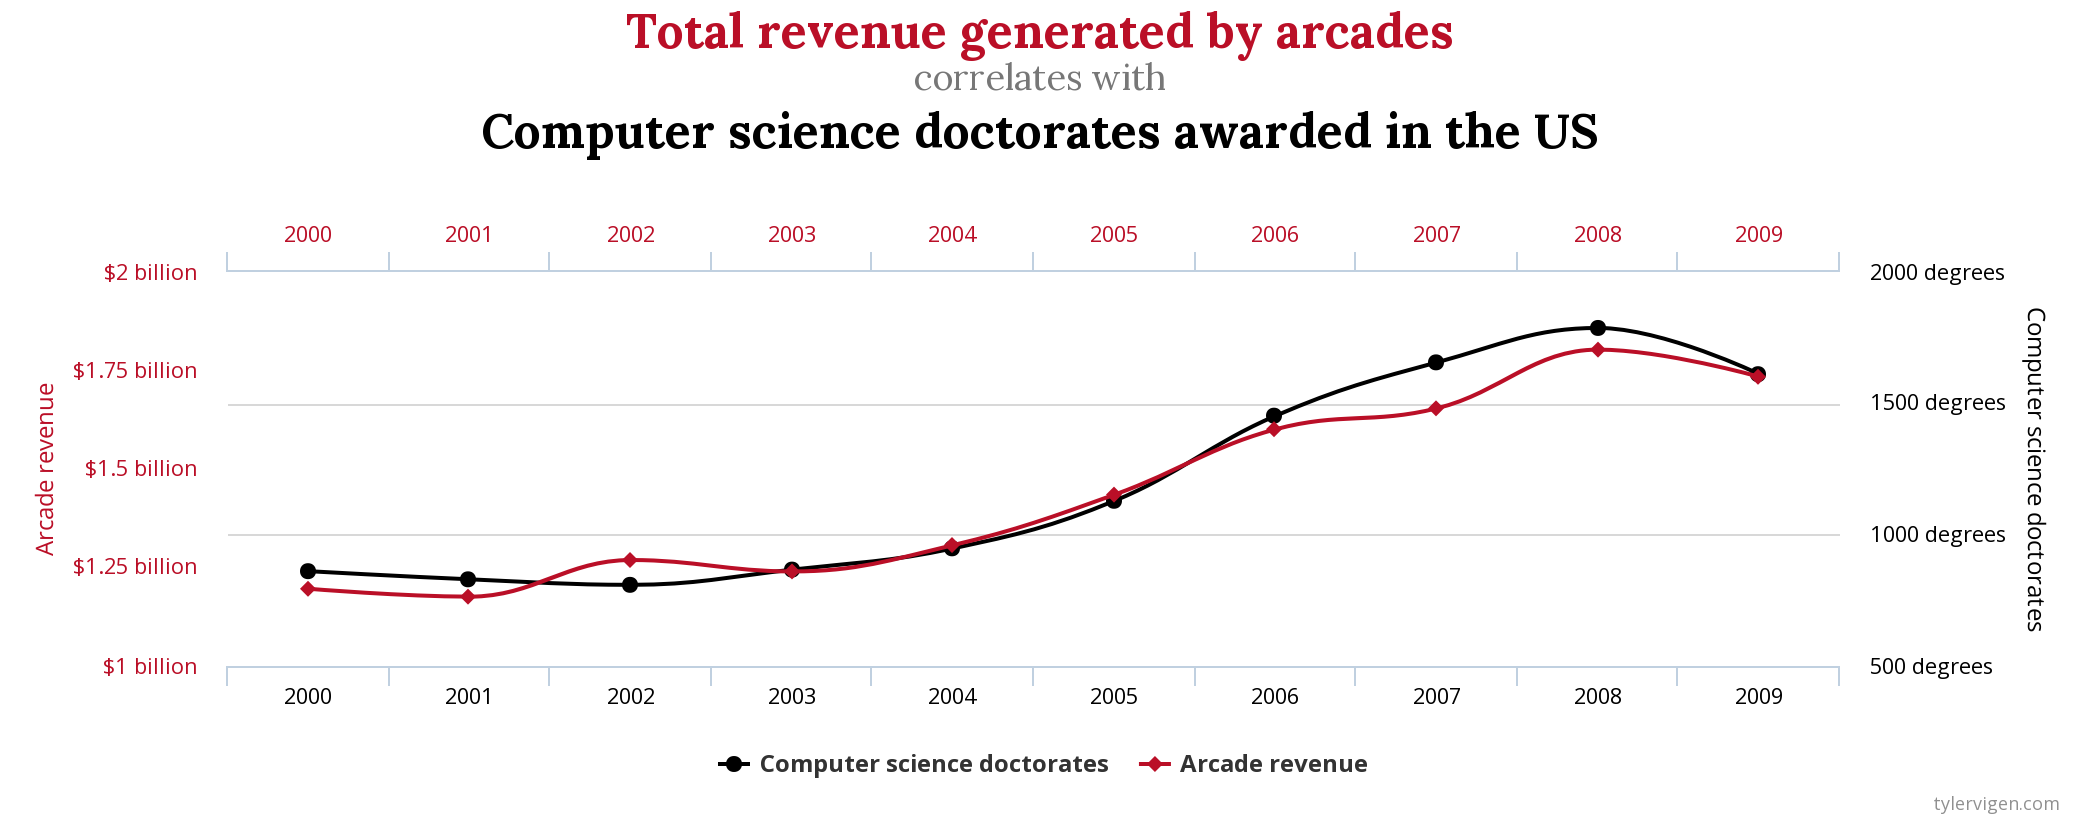 Total revenue generated by arcades
correlates with
Computer science doctorates awarded in the US
2000 2001 2002 2003 2004 2005 2006 2007 2008 2009
$2 billion 2000 degrees
$1.75 billion
1500 degrees
$1.5 billion
1000 degrees
$1.25 billion
$1 billion 500 degrees
Arcade revenue
Computer science doctorates
2000 2001 2002 2003 2004 2005 2006 2007 2008 2009
Computer science doctorates Arcade revenue
tylervigen.com